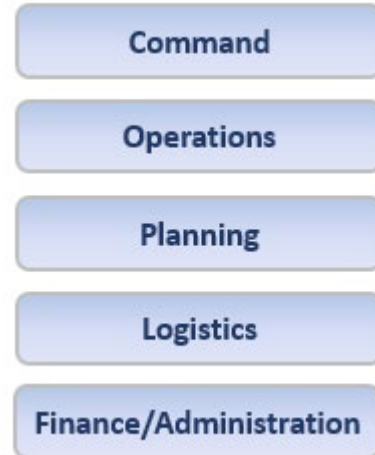 Command
Operations
Planning
Logistics
Finance/Administration